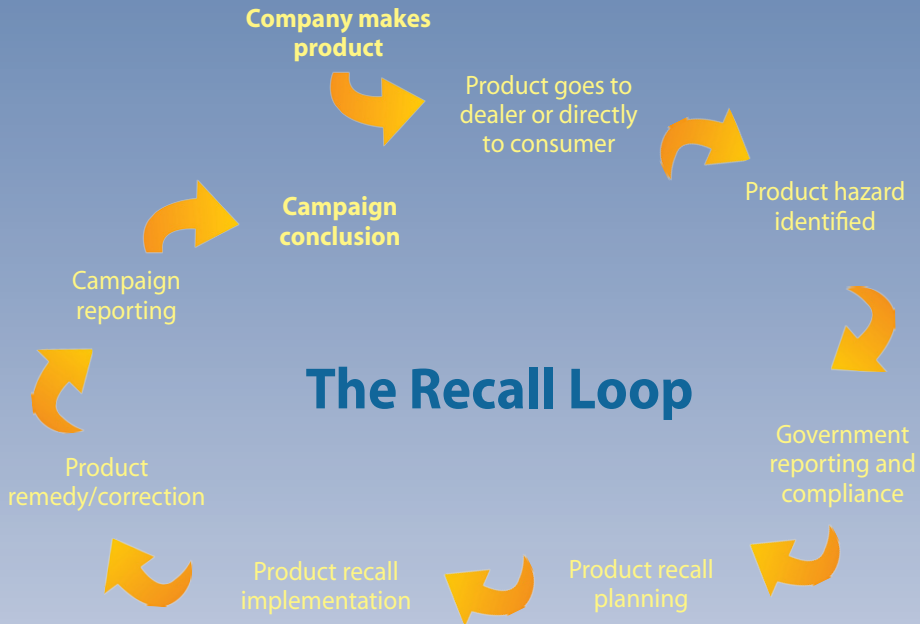 Company makes
product
Product goes to
dealer or directly
to consumer
Product hazard
identified
Government
reporting and
compliance
Product recall
planning
Product recall
implementation
Product
remedy/correction
Campaign
reporting
Campaign
conclusion
The Recall Loop